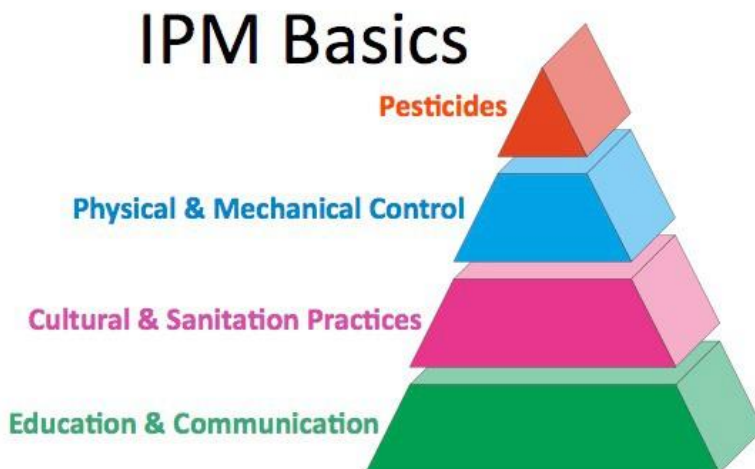 IPM Basics
Pesticides
Physical & Mechanical Control
Cultural & Sanitation Practices
Education & Communication